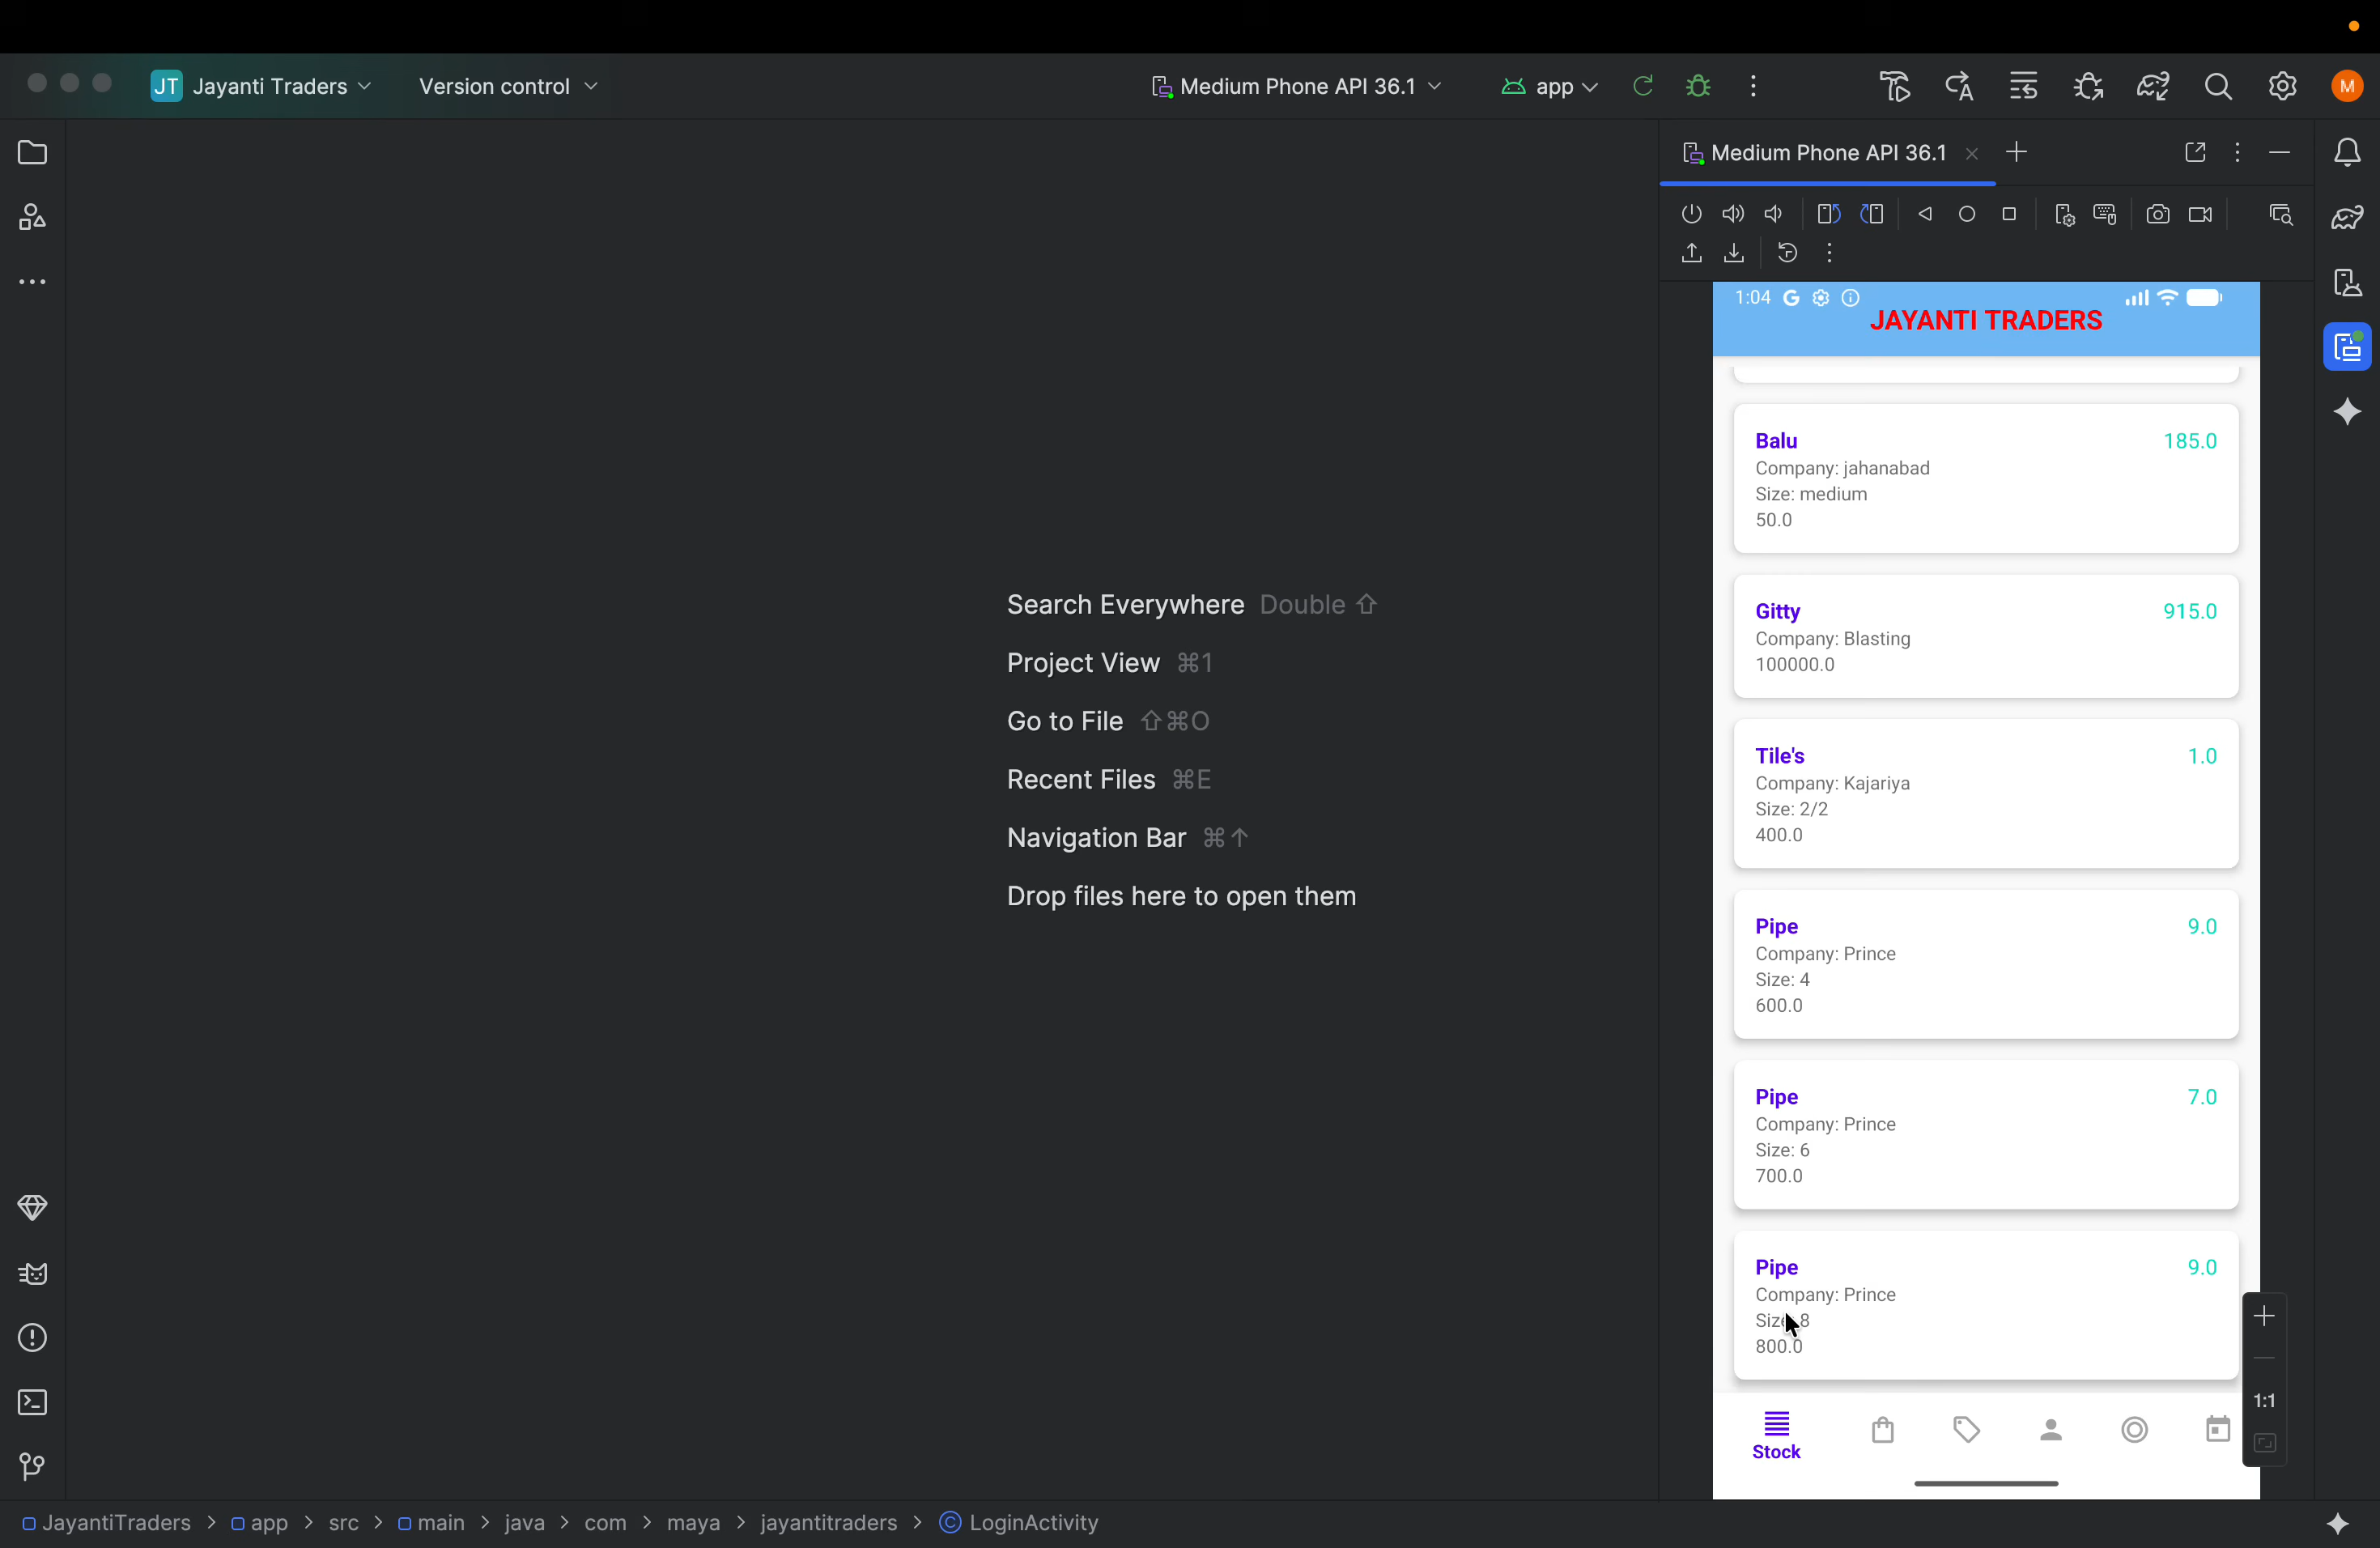 JT Jayanti Traders Version control Medium Phone API 36.1 app M
Medium Phone API 36.1
1:04 G
JAYANTI TRADERS
Balu 185.0
Company: jahanabad
Size: medium
50.0
Gitty 915.0
Company: Blasting
100000.0
Tile's 1.0
Company: Kajariya
Size: 2/2
400.0
Pipe 9.0
Company: Prince
Size: 4
600.0
Pipe 7.0
Company: Prince
Size: 6
700.0
Pipe 9.0
Company: Prince
8
800.0
1:1
Stock
Search Everywhere Double ⇧
Project View ⌘1
Go to File ⇧⌘O
Recent Files ⌘E
Navigation Bar ⌘↑
Drop files here to open them
JayantiTraders > app > src > main > java > com > maya > jayantitraders > © LoginActivity